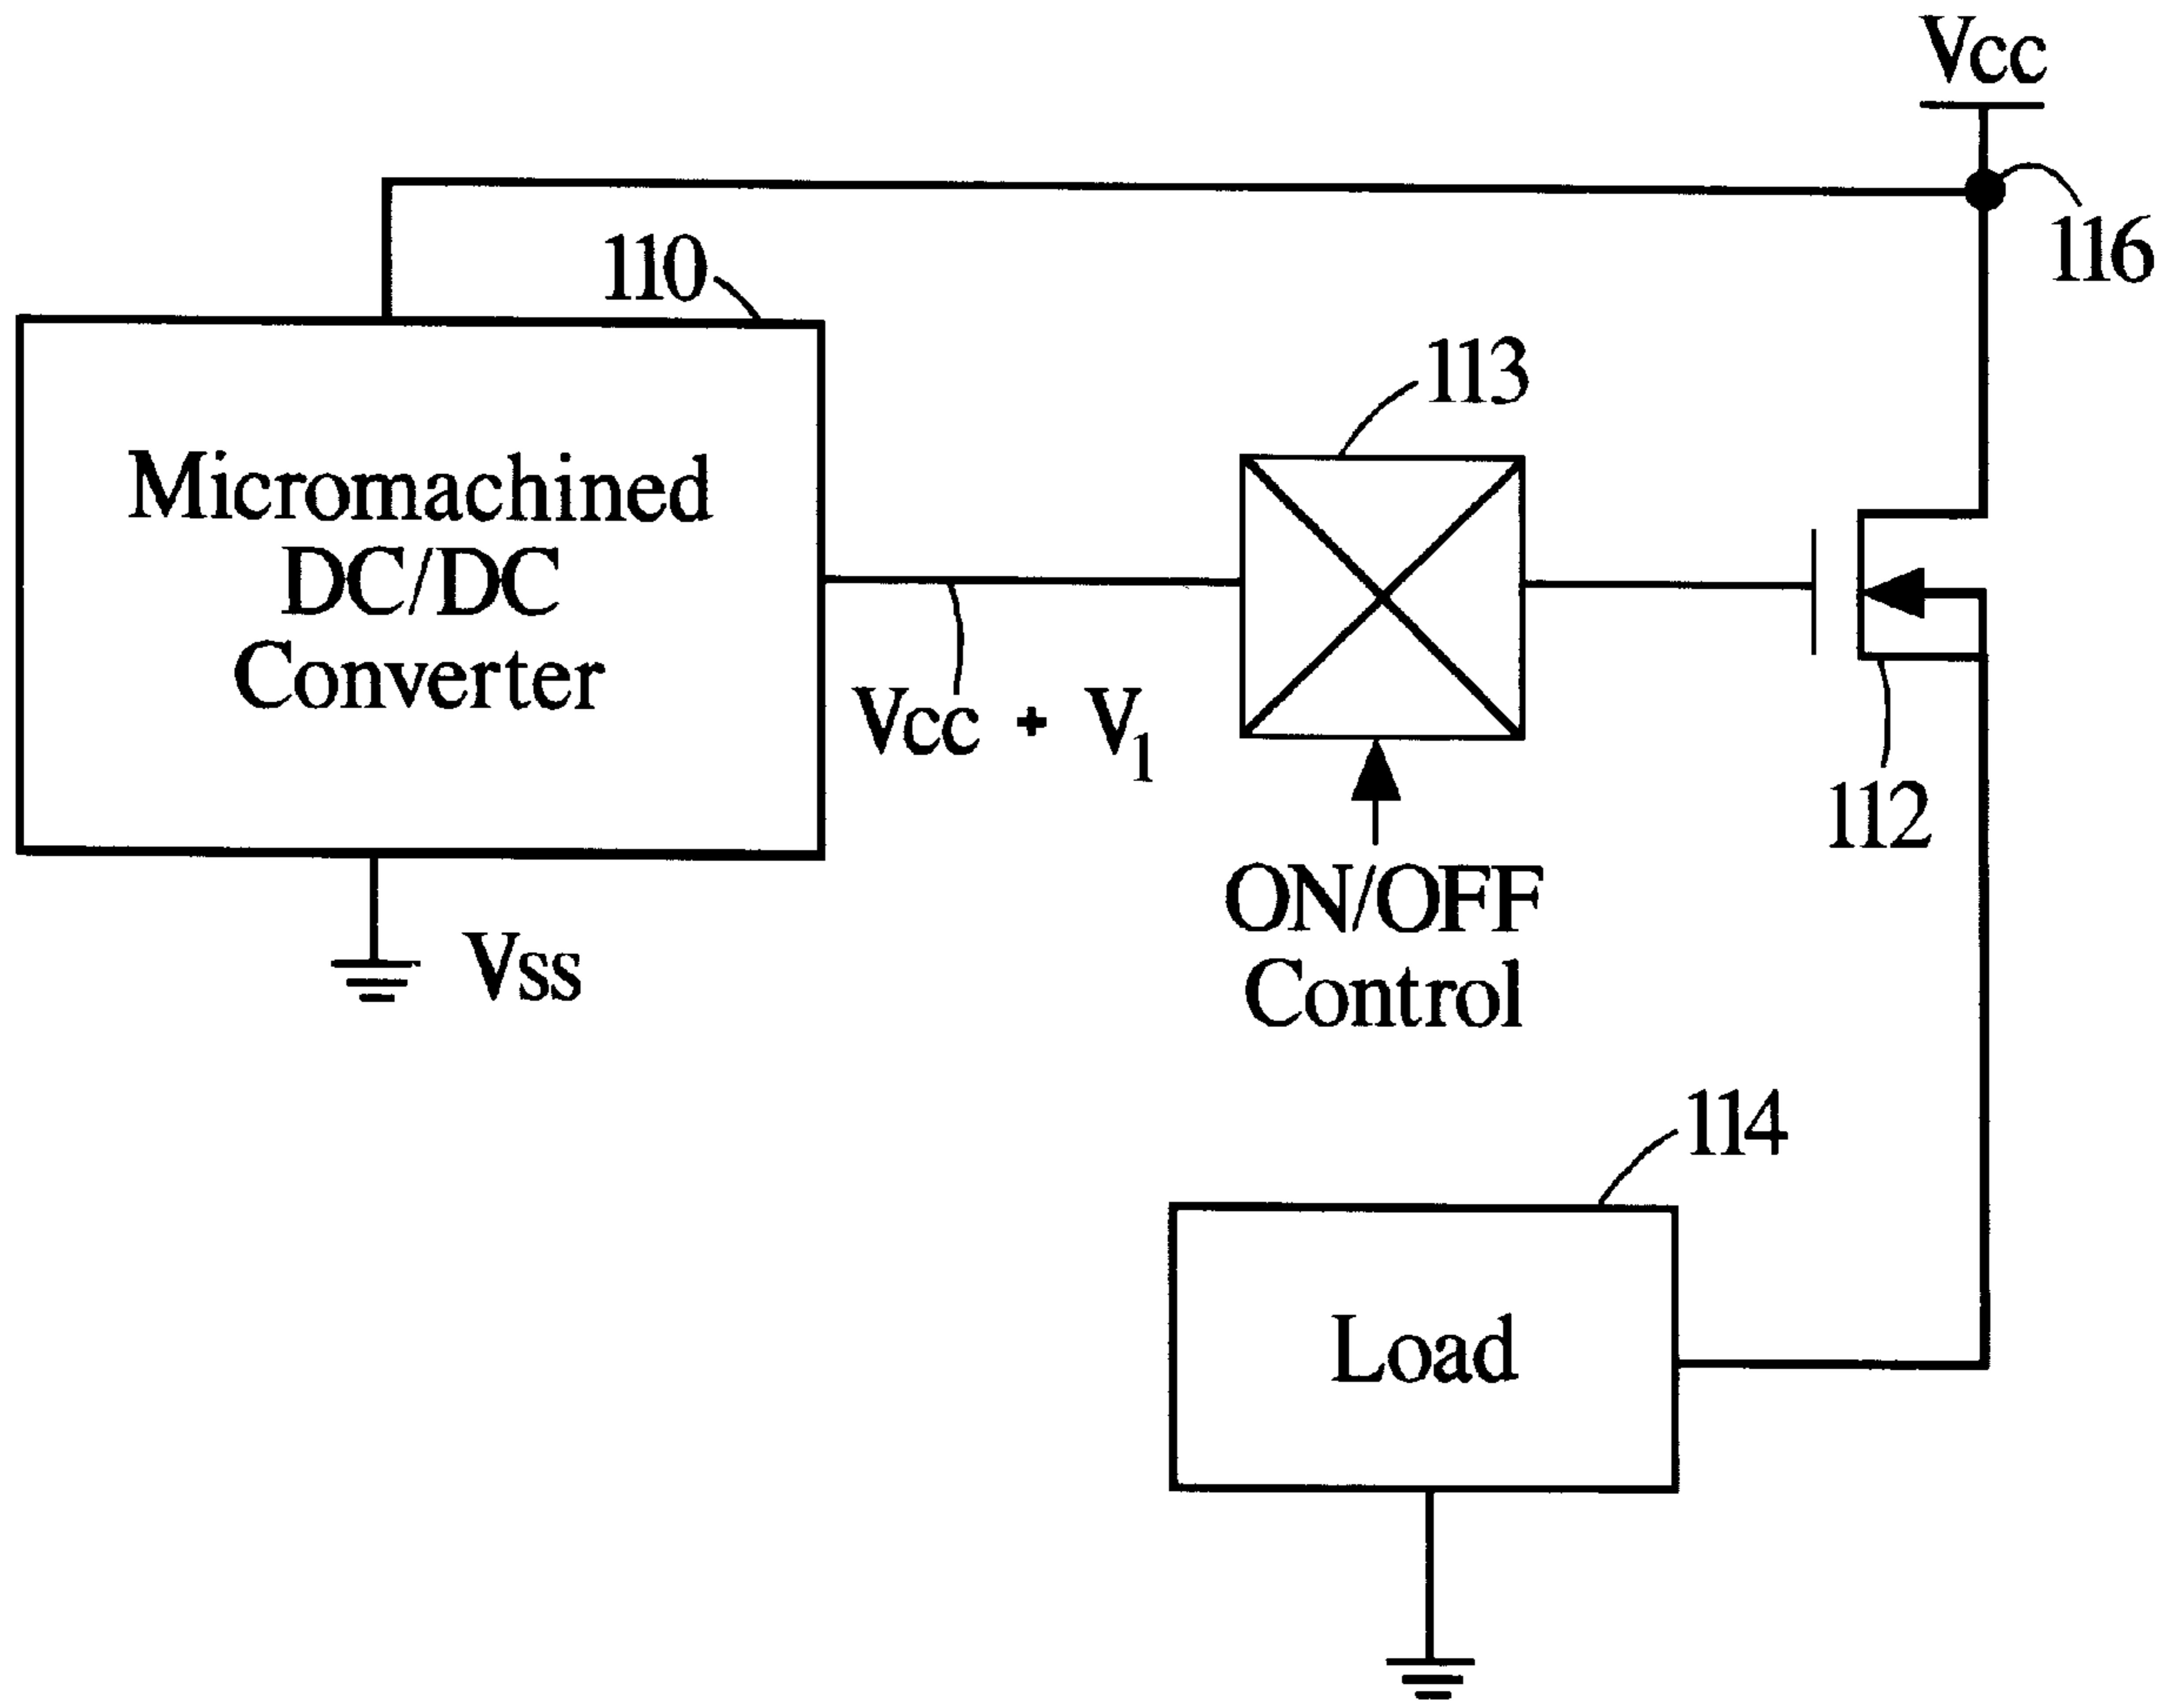 Vcc
116
110
113
Micromachined
DC/DC
Converter
Vcc + V1
112
ON/OFF
Control
Vss
114
Load